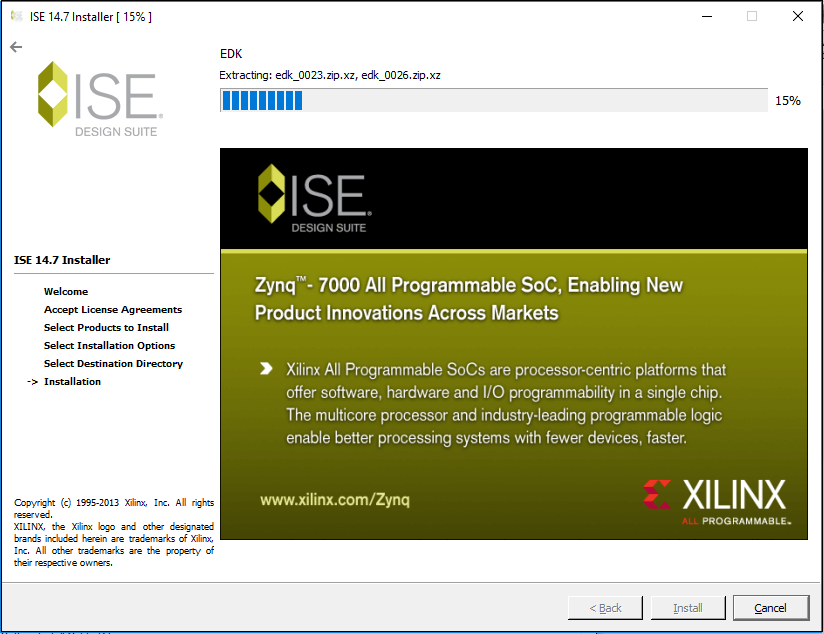 ISE 14.7 Installer [ 15% ]
EDK
Extracting: edk_0023.zip.xz, edk_0026.zip.xz
15%
ISE
DESIGN SUITE
ISE 14.7 Installer
Welcome
Accept License Agreements
Select Products to Install
Select Installation Options
Select Destination Directory
-> Installation
Copyright (c) 1995-2013 Xilinx, Inc. All rights
reserved.
XILINX, the Xilinx logo and other designated
brands included herein are trademarks of Xilinx,
Inc. All other trademarks are the property of
their respective owners.
ISE.
DESIGN SUITE
Zynq™- 7000 All Programmable SoC, Enabling New
Product Innovations Across Markets
Xilinx All Programmable SoCs are processor-centric platforms that
offer software, hardware and I/O programmability in a single chip.
The multicore processor and industry-leading programmable logic
enable better processing systems with fewer devices, faster.
www.xilinx.com/Zynq
XILINX
ALL PROGRAMMABLE™
< Back
Install
Cancel